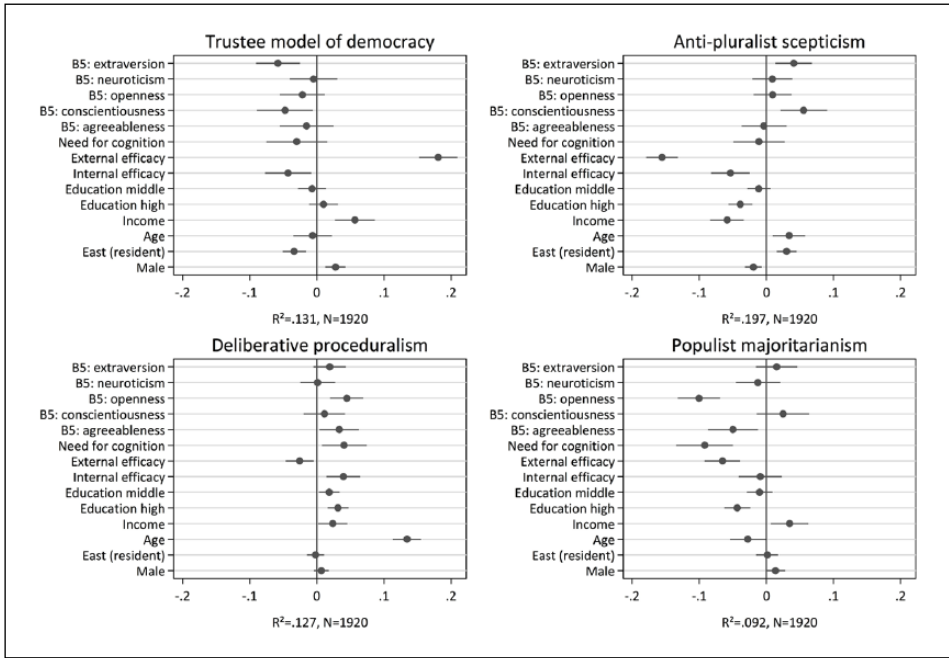 Trustee model of democracy
B5: extraversion
B5: neuroticism
B5: openness
B5: conscientiousness
B5: agreeableness
Need for cognition
External efficacy
Internal efficacy
Education middle
Education high
Income
Age
East (resident)
Male
-.2 -.1 0 .1 .2
R²=.131, N=1920
Anti-pluralist scepticism
B5: extraversion
B5: neuroticism
B5: openness
B5: conscientiousness
B5: agreeableness
Need for cognition
External efficacy
Internal efficacy
Education middle
Education high
Income
Age
East (resident)
Male
-.2 -.1 0 .1 .2
R²=.197, N=1920
Deliberative proceduralism
B5: extraversion
B5: neuroticism
B5: openness
B5: conscientiousness
B5: agreeableness
Need for cognition
External efficacy
Internal efficacy
Education middle
Education high
Income
Age
East (resident)
Male
-.2 -.1 0 .1 .2
R²=.127, N=1920
Populist majoritarianism
B5: extraversion
B5: neuroticism
B5: openness
B5: conscientiousness
B5: agreeableness
Need for cognition
External efficacy
Internal efficacy
Education middle
Education high
Income
Age
East (resident)
Male
-.2 -.1 0 .1 .2
R²=.092, N=1920